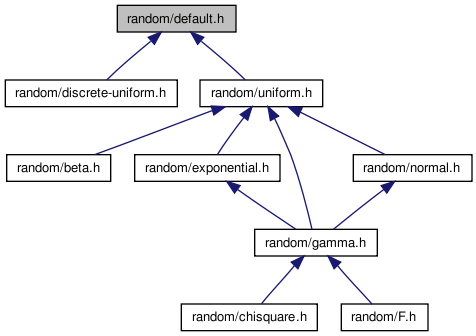 random/default.h
random/discrete-uniform.h
random/uniform.h
random/beta.h
random/exponential.h
random/normal.h
random/gamma.h
random/chisquare.h
random/F.h